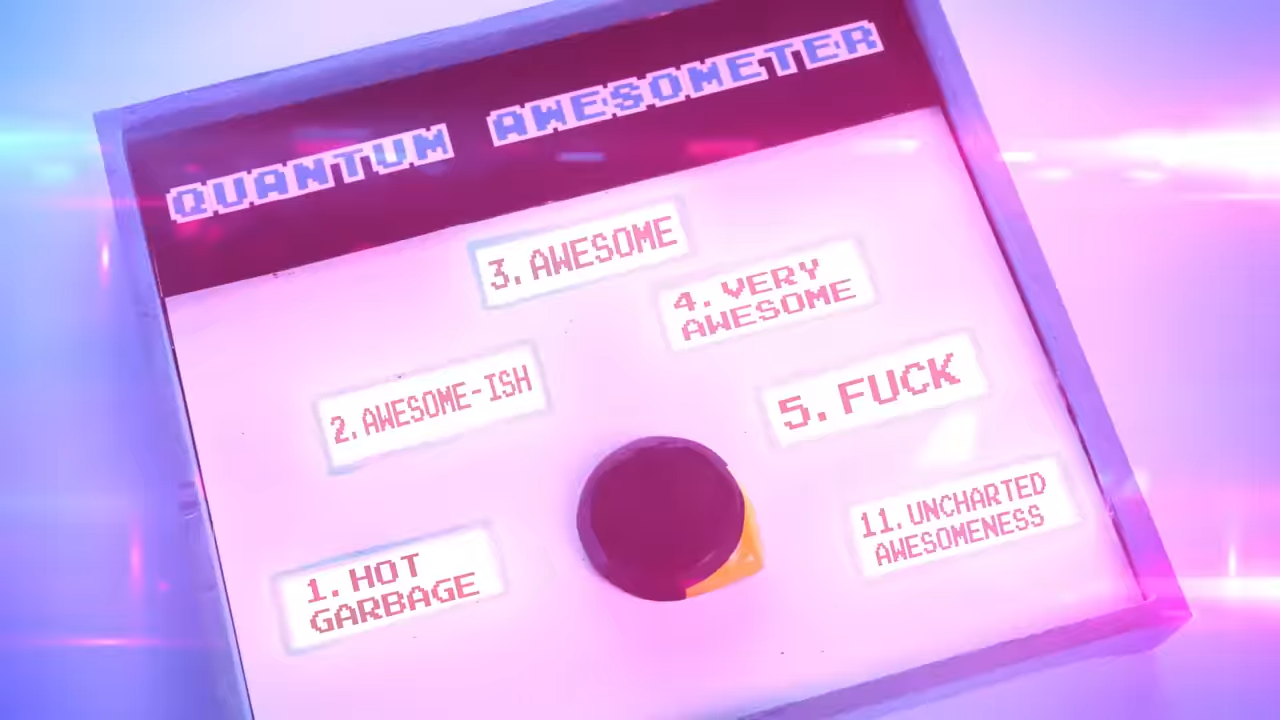 QUANTUM AWESOMETER
3. AWESOME
4. VERY
AWESOME
2. AWESOME-ISH
5. FUCK
11. UNCHARTED
AWESOMENESS
1. HOT
GARBAGE